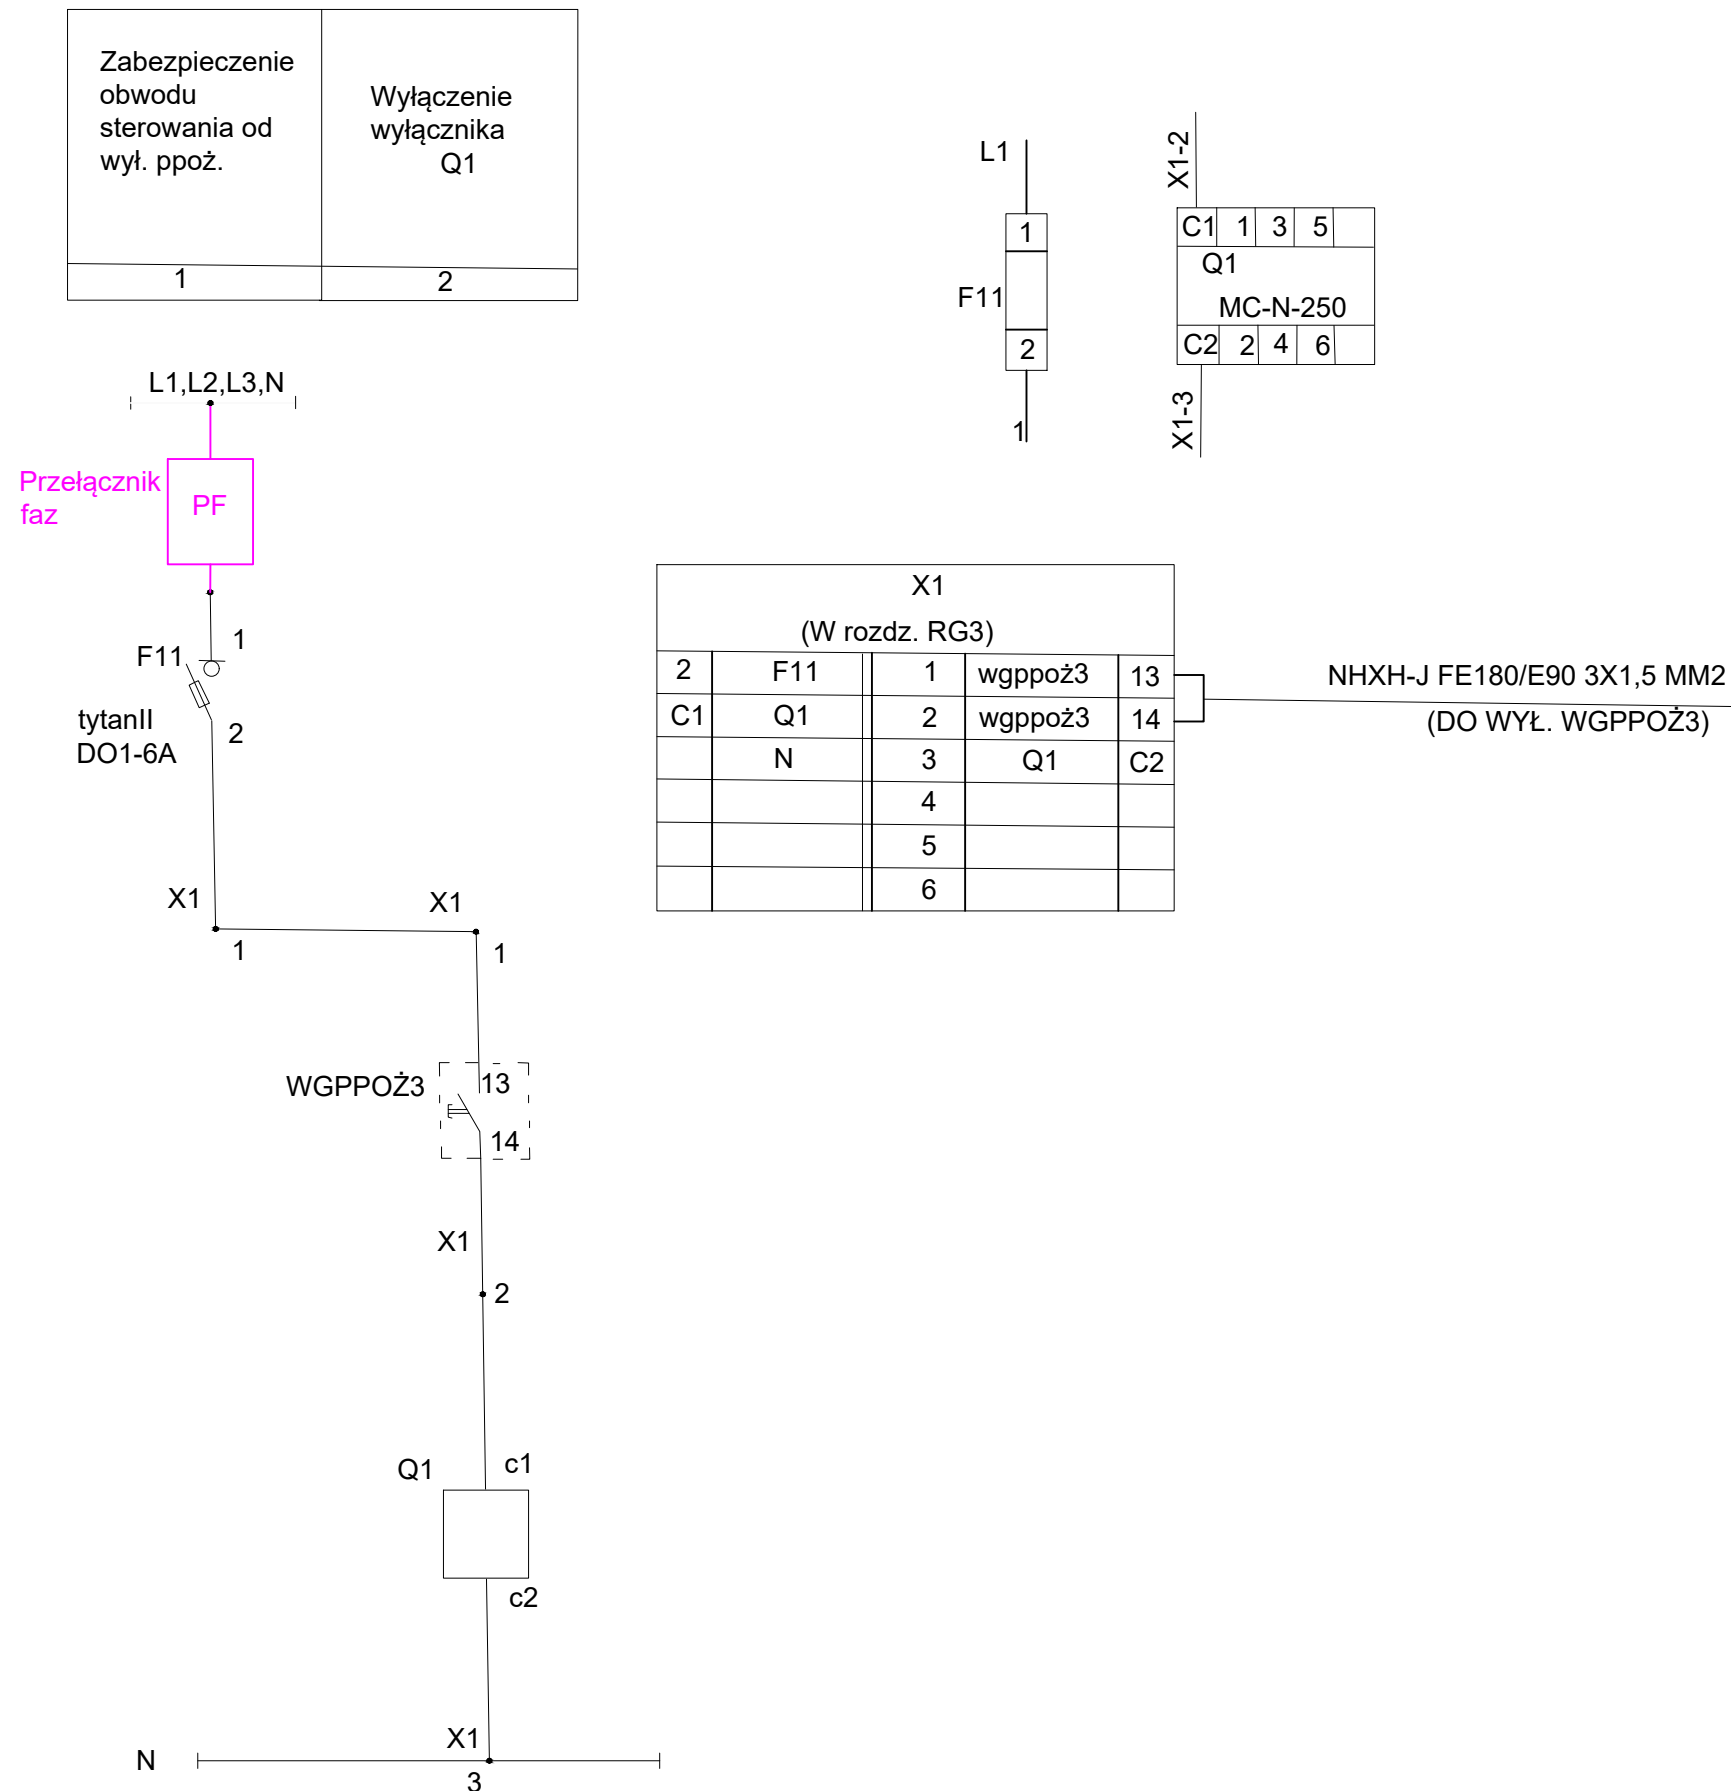 Zabezpieczenie
obwodu
sterowania od
wył. ppoż.
1
Wyłączenie
wyłącznika
Q1
2
L1
1
F11
2
1
X1-2
C1 1 3 5
Q1
MC-N-250
C2 2 4 6
X1-3
L1,L2,L3,N
Przełącznik
faz
PF
1
F11
tytanII
DO1-6A
2
X1
1
X1
1
WGPPOŻ3
13
14
X1
2
Q1
c1
c2
X1
N
3
X1
(W rozdz. RG3)
2 F11 1 wgppoż3 13
C1 Q1 2 wgppoż3 14
N 3 Q1 C2
4
5
6
NHXH-J FE180/E90 3X1,5 MM2
(DO WYŁ. WGPPOŻ3)